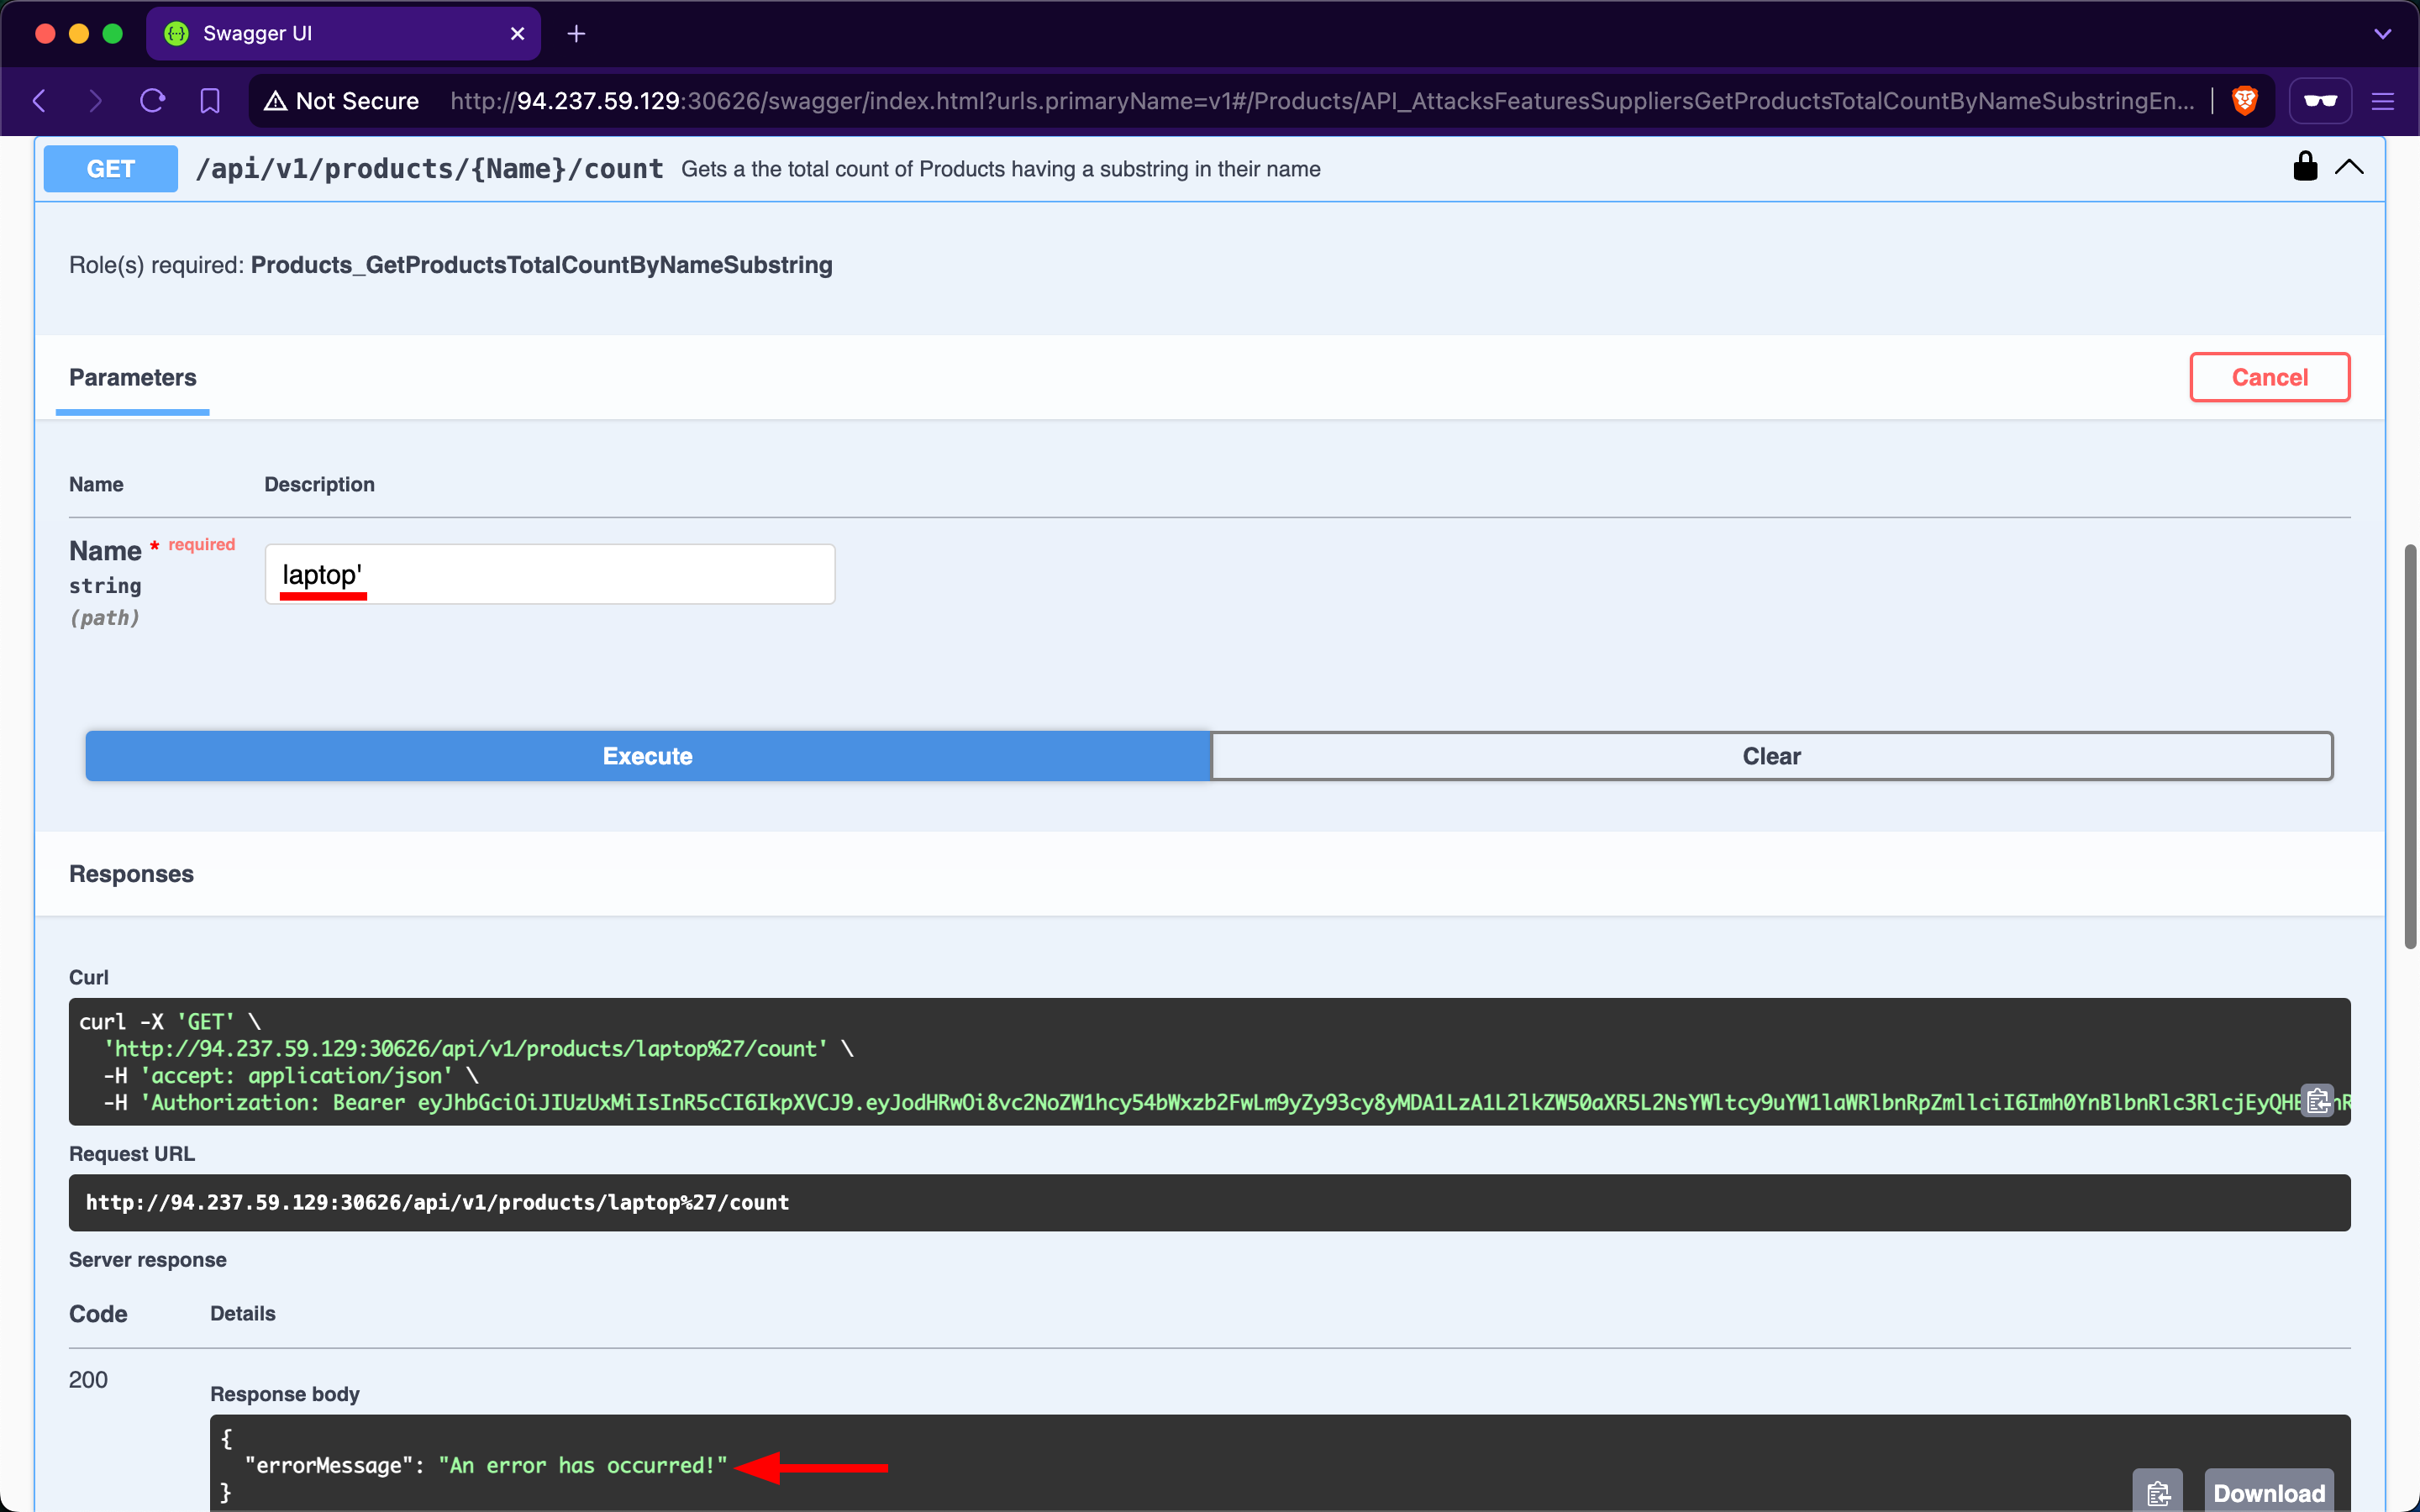 Swagger UI
Not Secure http://94.237.59.129:30626/swagger/index.html?urls.primaryName=v1#/Products/API_AttacksFeaturesSuppliersGetProductsTotalCountByNameSubstringEn...
GET /api/v1/products/{Name}/count Gets a the total count of Products having a substring in their name
Role(s) required: Products_GetProductsTotalCountByNameSubstring
Parameters
Cancel
Name Description
Name * required
string
(path)
laptop'
Execute
Clear
Responses
Curl
curl -X 'GET' \
'http://94.237.59.129:30626/api/v1/products/laptop%27/count' \
-H 'accept: application/json' \
-H 'Authorization: Bearer
Request URL
http://94.237.59.129:30626/api/v1/products/laptop%27/count
Server response
Code Details
200
Response body
{
"errorMessage": "An error has occurred!"
}
Download